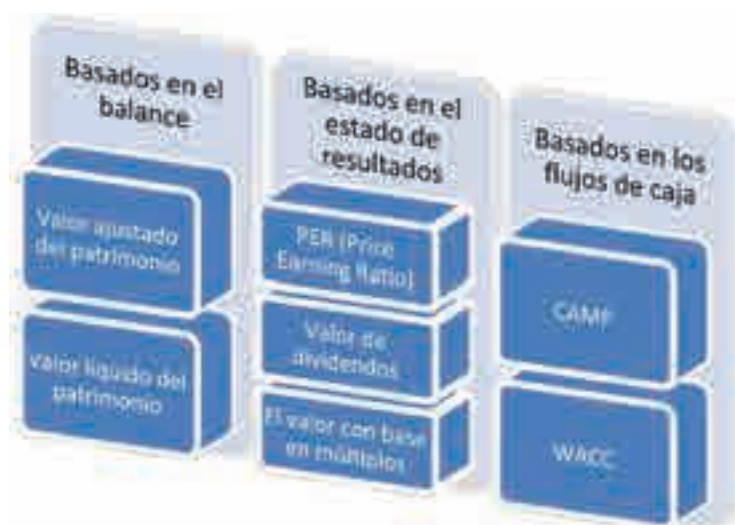 Basados en el
balance
Valor ajustado
del patrimonio
Valor líquido del
patrimonio
Basados en el
estado de
resultados
PER (Price
Earning Ratio)
Valor de
dividendos
El valor con base
en múltiplos
Basados en los
flujos de caja
CAMP
WACC